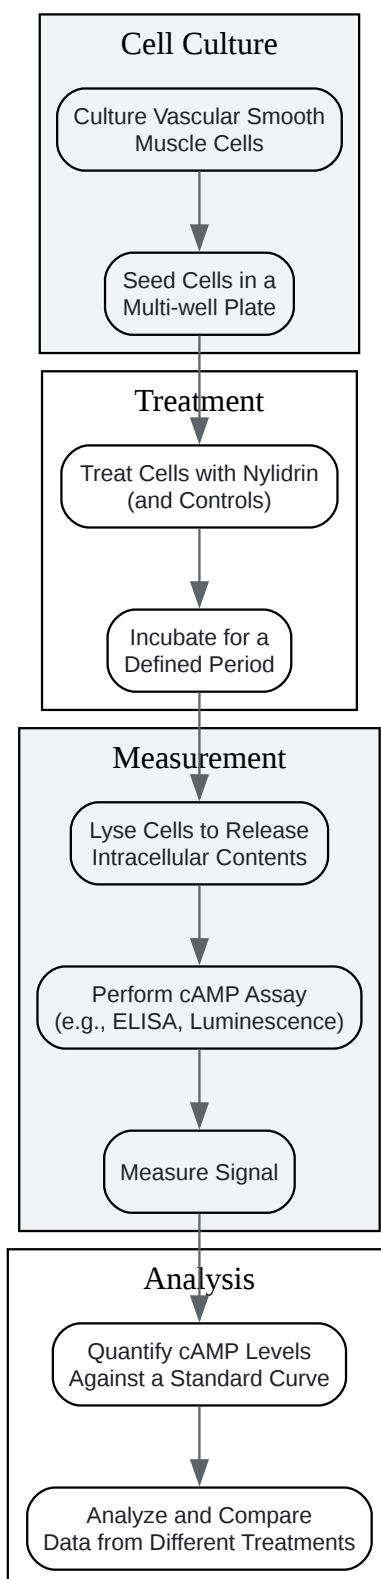 Cell Culture
Culture Vascular Smooth
Muscle Cells
Seed Cells in a
Multi-well Plate
Treatment
Treat Cells with Nylidrin
(and Controls)
Incubate for a
Defined Period
Measurement
Lyse Cells to Release
Intracellular Contents
Perform cAMP Assay
(e.g., ELISA, Luminescence)
Measure Signal
Analysis
Quantify cAMP Levels
Against a Standard Curve
Analyze and Compare
Data from Different Treatments